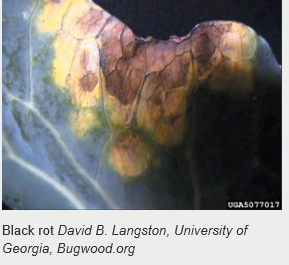 UGA5077017
Black rot David B. Langston, University of
Georgia, Bugwood.org